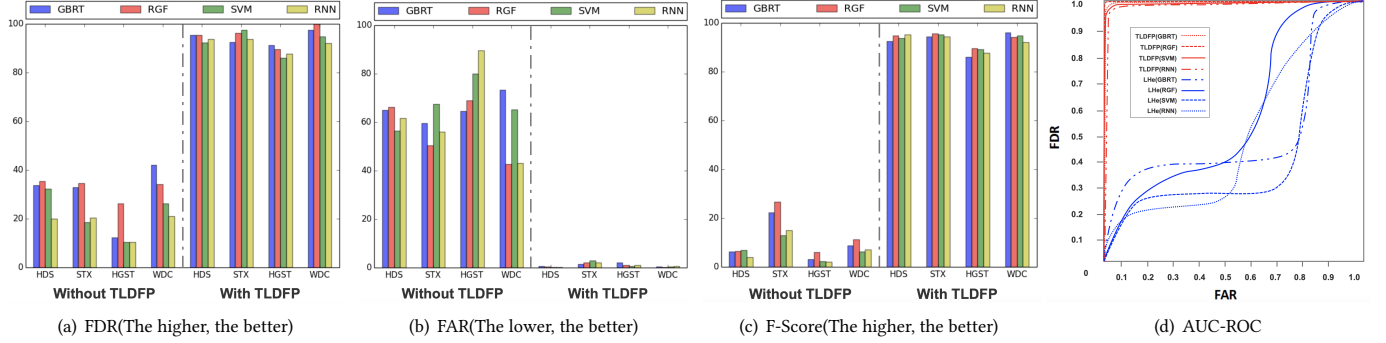 GBRT RGF SVM RNN
100
80
60
40
20
0
HDS STX HGST WDC HDS STX HGST WDC
Without TLDFP With TLDFP
(a) FDR(The higher, the better)
GBRT RGF SVM RNN
100
80
60
40
20
0
HDS STX HGST WDC HDS STX HGST WDC
Without TLDFP With TLDFP
(b) FAR(The lower, the better)
GBRT RGF SVM RNN
100
80
60
40
20
0
HDS STX HGST WDC HDS STX HGST WDC
Without TLDFP With TLDFP
(c) F-Score(The higher, the better)
1.0
0.9
0.8
0.7
0.6
0.5
0.4
0.3
0.2
0.1
FDR
TLDFP(GBRT)
TLDFP(RGF)
TLDFP(SVM)
TLDFP(RNN)
LHe(GBRT)
LHe(RGF)
LHe(SVM)
LHe(RNN)
0 0.1 0.2 0.3 0.4 0.5 0.6 0.7 0.8 0.9 1.0
FAR
(d) AUC-ROC